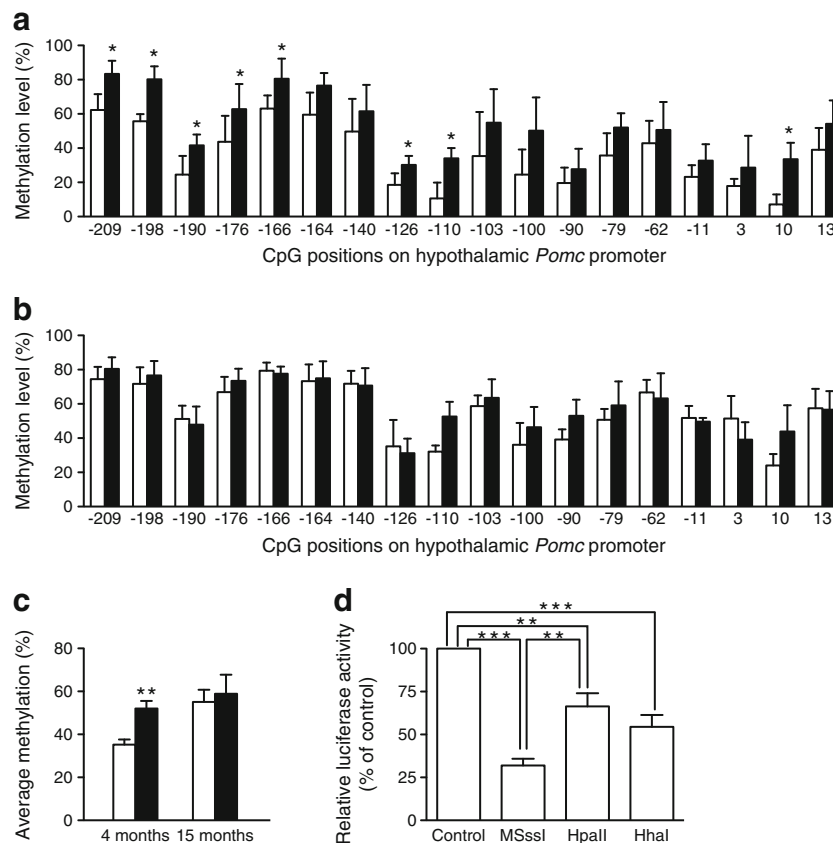 a
Methylation level (%)
100
80
60
40
20
0
* * * * * * * *
-209 -198 -190 -176 -166 -164 -140 -126 -110 -103 -100 -90 -79 -62 -11 3 10 13
CpG positions on hypothalamic Pomc promoter
b
Methylation level (%)
100
80
60
40
20
0
-209 -198 -190 -176 -166 -164 -140 -126 -110 -103 -100 -90 -79 -62 -11 3 10 13
CpG positions on hypothalamic Pomc promoter
c
Average methylation (%)
80
60
40
20
0
**
4 months 15 months
d
Relative luciferase activity
(% of control)
100
75
50
25
0
***
**
*** **
Control MSssI HpaII HhaI